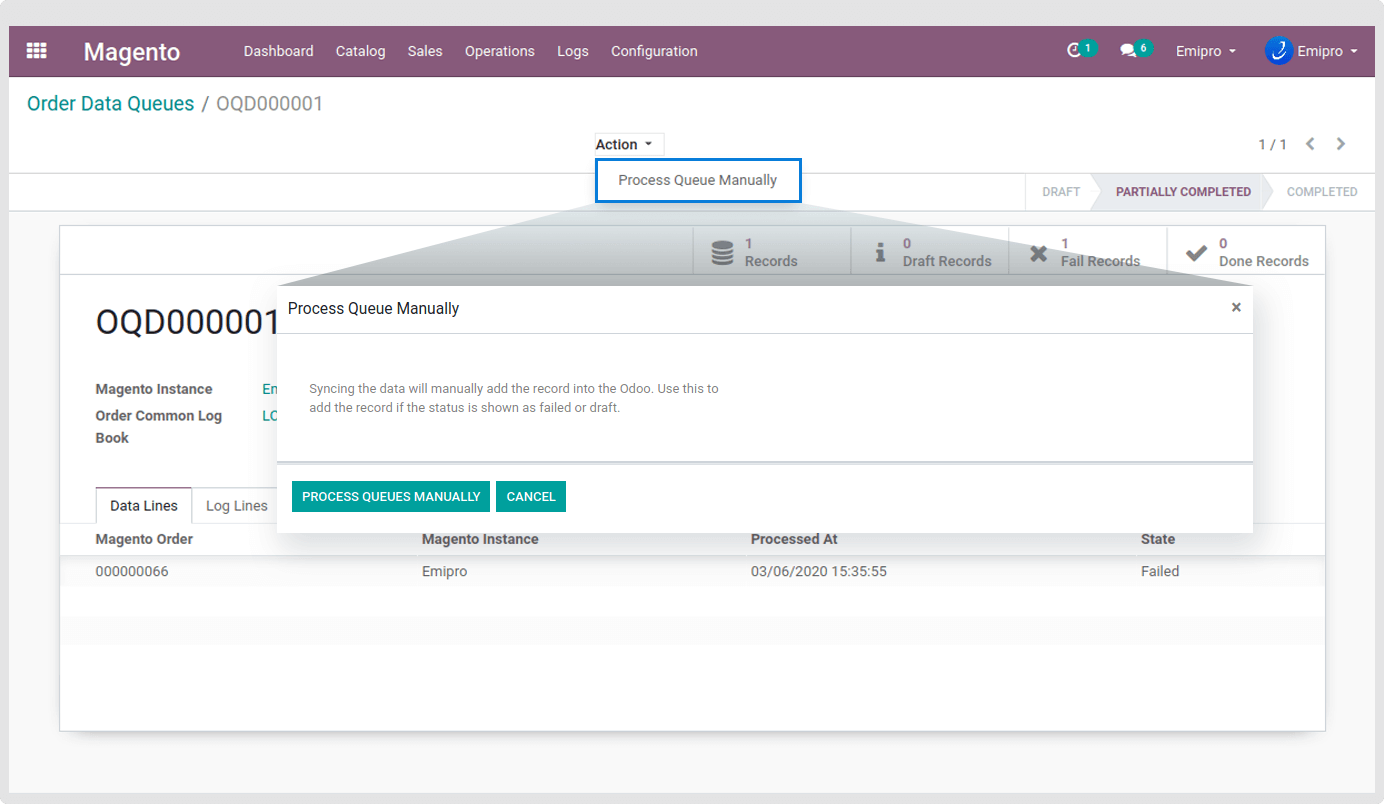 Magento Dashboard Catalog Sales Operations Logs Configuration 1 6 Emipro Emipro
Order Data Queues / OQD000001
Action 1 / 1
Process Queue Manually
DRAFT PARTIALLY COMPLETED COMPLETED
1 0 1 0
Records Draft Records Fail Records Done Records
OQD000001
Process Queue Manually ×
Magento Instance
Order Common Log
Book
Syncing the data will manually add the record into the Odoo. Use this to
add the record if the status is shown as failed or draft.
PROCESS QUEUES MANUALLY CANCEL
Data Lines Log Lines
Magento Order Magento Instance Processed At State
000000066 Emipro 03/06/2020 15:35:55 Failed